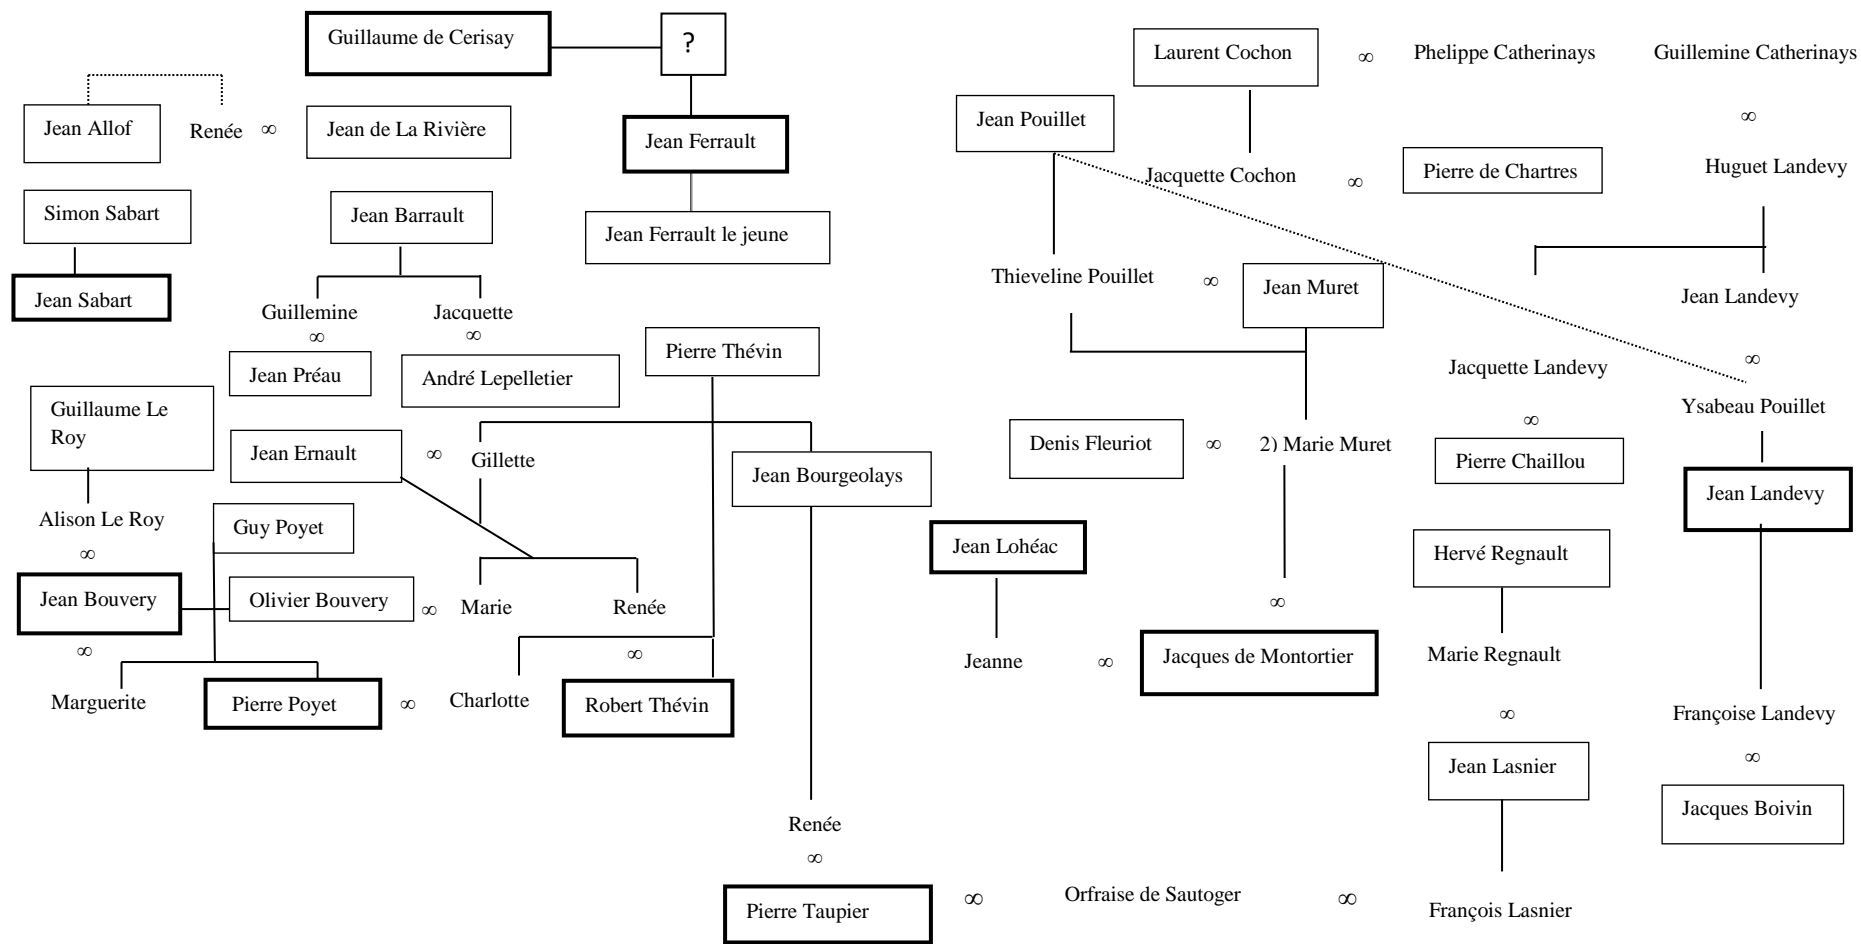 Guillaume de Cerisay
?
Laurent Cochon
∞
Phelippe Catherinays
Guillemine Catherinays
Jean Allof
Renée
∞
Jean de La Rivière
Jean Ferrault
Jean Pouillet
∞
Jacquette Cochon
∞
Pierre de Chartres
Huguet Landevy
Simon Sabart
Jean Barrault
Jean Ferrault le jeune
Jean Sabart
Guillemine
Jacquette
∞
∞
Thieveline Pouillet
∞
Jean Muret
Jean Landevy
Jean Préau
André Lepelletier
Pierre Thévin
Jacquette Landevy
∞
Ysabeau Pouillet
Guillaume Le
Roy
Jean Ernault
∞
Gillette
Jean Bourgeolays
Denis Fleuriot
∞
2) Marie Muret
∞
Pierre Chaillou
Jean Landevy
Alison Le Roy
∞
Guy Poyet
Jean Lohéac
Hervé Regnault
Jean Bouvery
Olivier Bouvery
∞
Marie
Renée
∞
∞
∞
Jeanne
∞
Jacques de Montortier
Marie Regnault
Marguerite
Pierre Poyet
∞
Charlotte
Robert Thévin
∞
Françoise Landevy
∞
Jean Lasnier
Jacques Boivin
Renée
∞
Pierre Taupier
∞
Orfraise de Sautoger
∞
François Lasnier